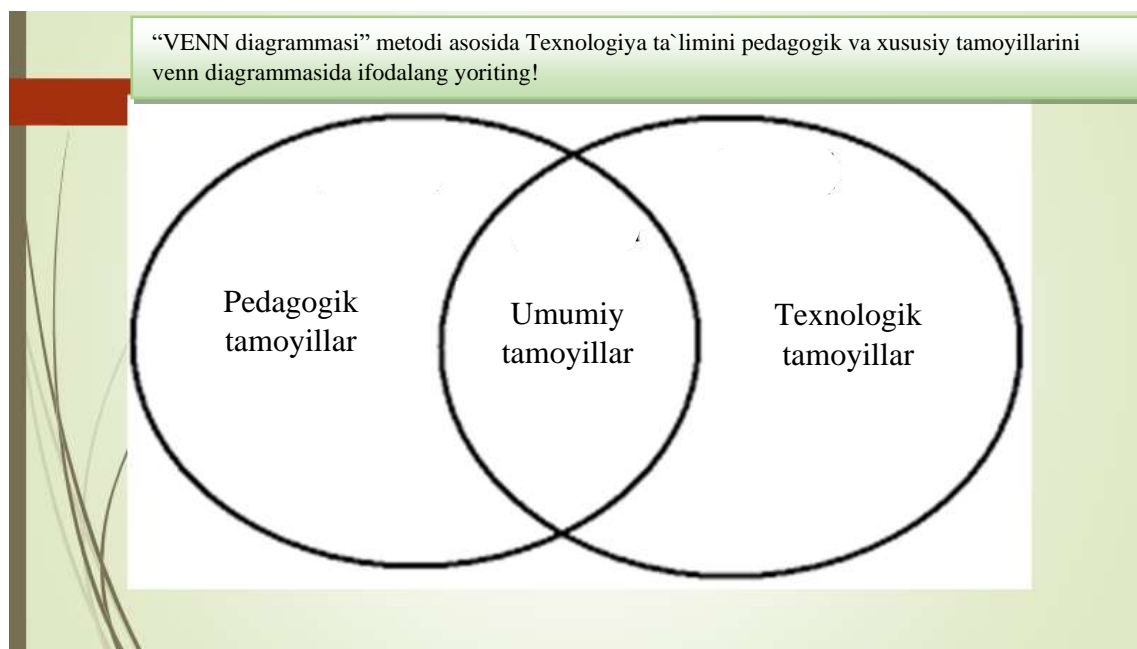 “VENN diagrammasi” metodi asosida Texnologiya ta`limini pedagogik va xususiy tamoyillarini
venn diagrammasida ifodalang yoriting!
Pedagogik
tamoyillar
Umumiy
tamoyillar
Texnologik
tamoyillar